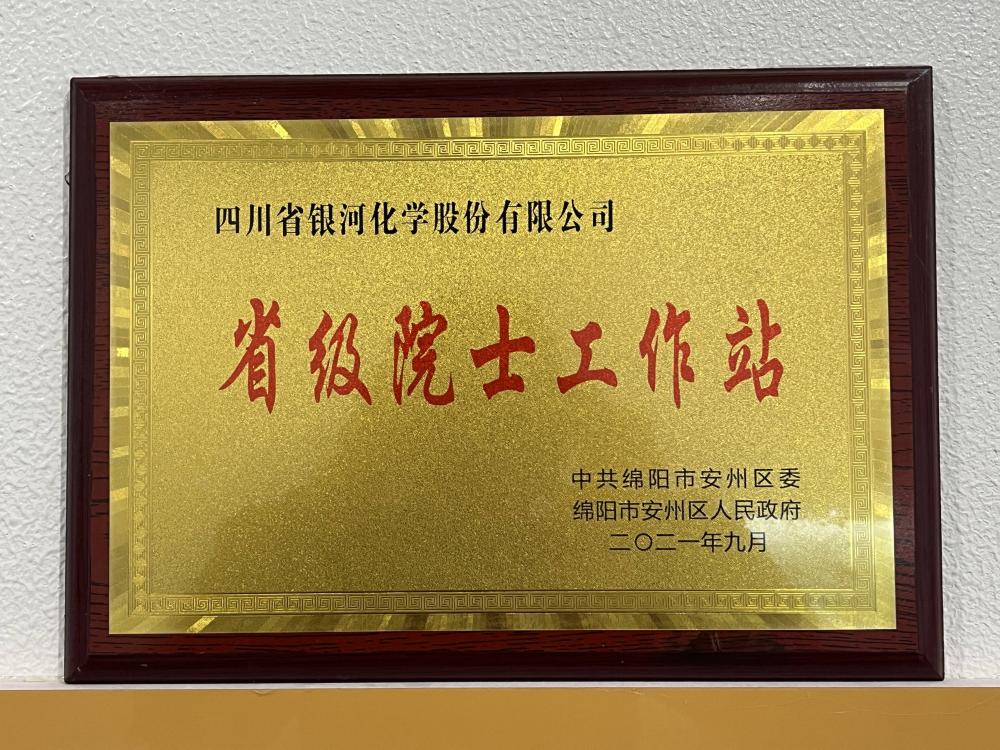 四川省银河化学股份有限公司
省级院士工作站
中共绵阳市安州区委
绵阳市安州区人民政府
二〇二一年九月